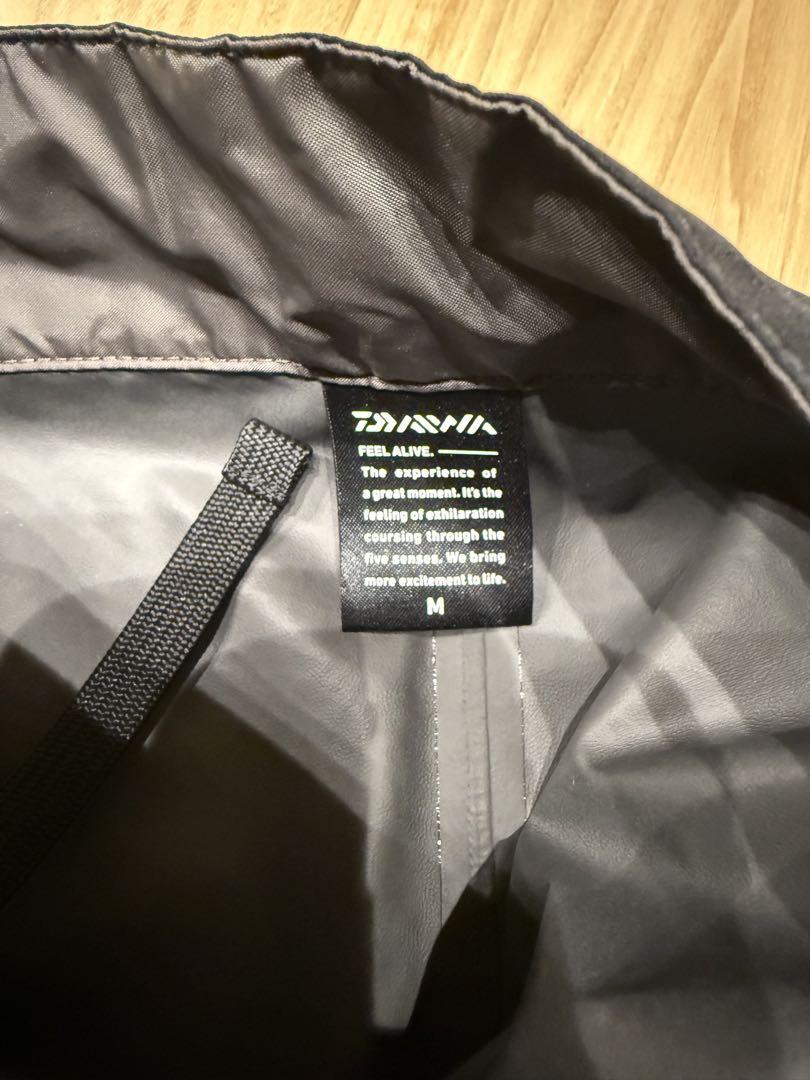 DAIWA
FEEL ALIVE.
The experience of
a great moment. It's the
feeling of exhilaration
coursing through the
five senses. We bring
more excitement to life.
M